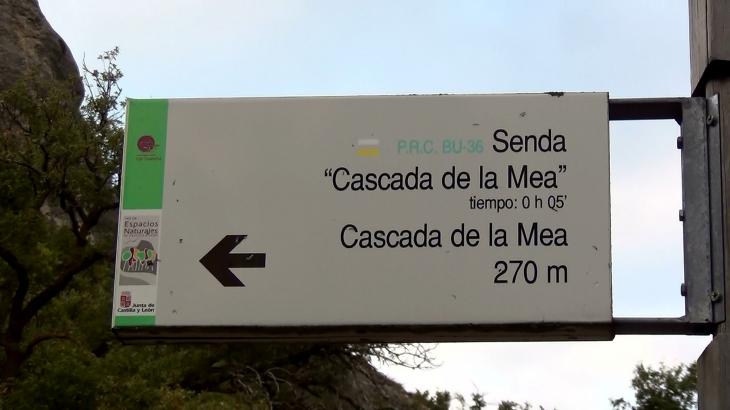 P.R.C. BU-36 Senda
“Cascada de la Mea”
tiempo: 0 h 05'
Cascada de la Mea
270 m
Espacios
Naturales
Junta de
Castilla y León